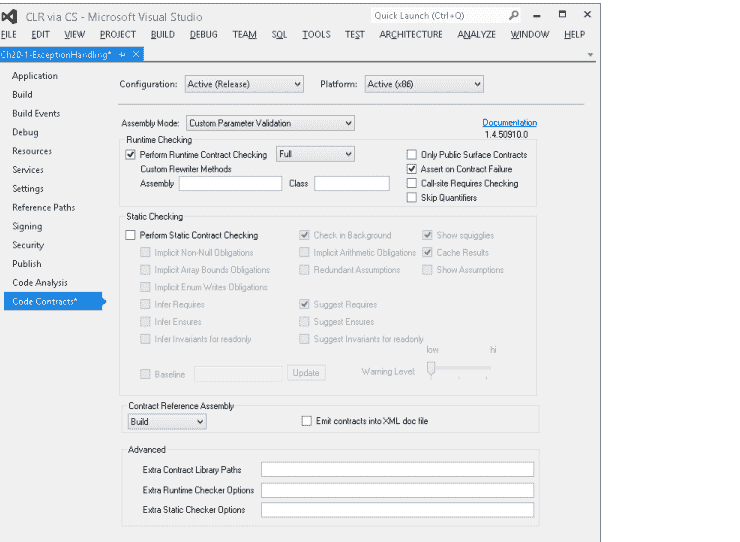 CLR via CS - Microsoft Visual Studio
Quick Launch (Ctrl+Q)
FILE EDIT VIEW PROJECT BUILD DEBUG TEAM SQL TOOLS TEST ARCHITECTURE ANALYZE WINDOW HELP
Ch20-1-ExceptionHandling*
Application
Build
Build Events
Debug
Resources
Services
Settings
Reference Paths
Signing
Security
Publish
Code Analysis
Code Contracts*
Configuration: Active (Release) Platform: Active (x86)
Assembly Mode: Custom Parameter Validation Documentation
1.4.50910.0
Runtime Checking
Perform Runtime Contract Checking Full Only Public Surface Contracts
Custom Rewriter Methods Assert on Contract Failure
Assembly Class Call-site Requires Checking
Skip Quantifiers
Static Checking
Perform Static Contract Checking Check in Background Show squigglies
Implicit Non-Null Obligations Implicit Arithmetic Obligations Cache Results
Implicit Array Bounds Obligations Redundant Assumptions Show Assumptions
Implicit Enum Writes Obligations
Infer Requires Suggest Requires
Infer Ensures Suggest Ensures
Infer Invariants for readonly Suggest Invariants for readonly
low hi
Baseline Update Warning Level:
Contract Reference Assembly
Build Emit contracts into XML doc file
Advanced
Extra Contract Library Paths
Extra Runtime Checker Options
Extra Static Checker Options